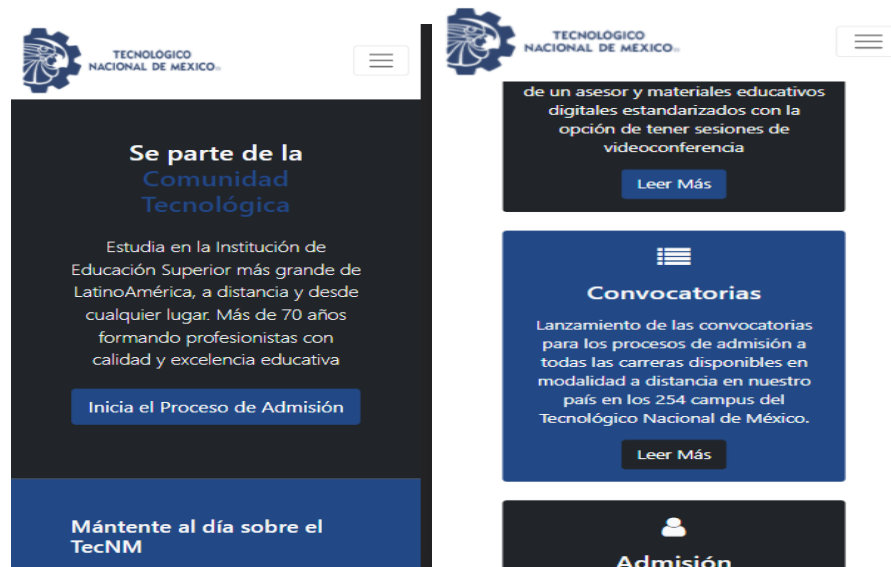 TECNOLÓGICO
NACIONAL DE MÉXICO
Se parte de la
Comunidad
Tecnológica
Estudia en la Institución de
Educación Superior más grande de
LatinoAmérica, a distancia y desde
cualquier lugar. Más de 70 años
formando profesionistas con
calidad y excelencia educativa
Inicia el Proceso de Admisión
Mántente al día sobre el
TecNM
TECNOLÓGICO
NACIONAL DE MÉXICO
de un asesor y materiales educativos
digitales estandarizados con la
opción de tener sesiones de
videoconferencia
Leer Más
Convocatorias
Lanzamiento de las convocatorias
para los procesos de admisión a
todas las carreras disponibles en
modalidad a distancia en nuestro
país en los 254 campus del
Tecnológico Nacional de México.
Leer Más
Admisión